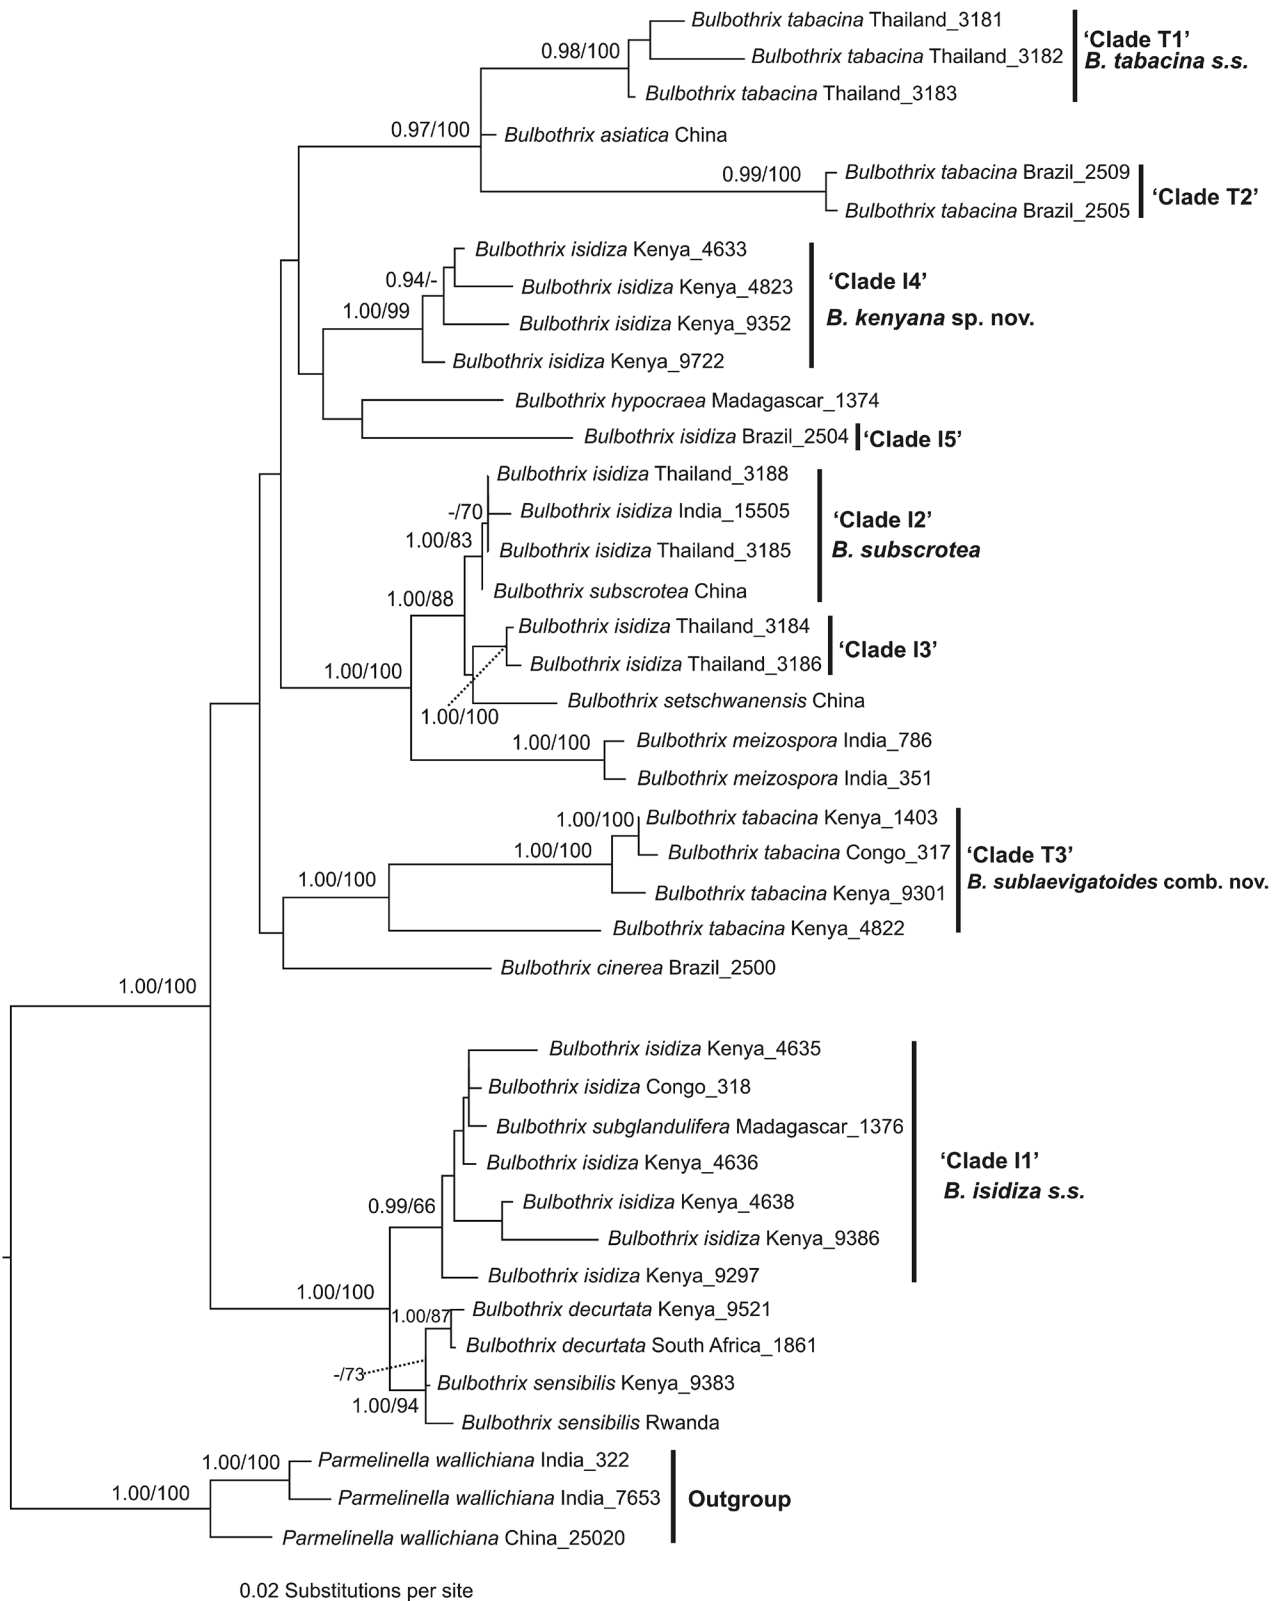 Bulbothrix tabacina Thailand_3181
0.98/100
Bulbothrix tabacina Thailand_3182
Bulbothrix tabacina Thailand_3183
‘Clade T1’
B. tabacina s.s.
0.97/100
Bulbothrix asiatica China
0.99/100
Bulbothrix tabacina Brazil_2509
Bulbothrix tabacina Brazil_2505
‘Clade T2’
Bulbothrix isidiza Kenya_4633
0.94/-
Bulbothrix isidiza Kenya_4823
1.00/99
Bulbothrix isidiza Kenya_9352
Bulbothrix isidiza Kenya_9722
‘Clade I4’
B. kenyana sp. nov.
Bulbothrix hypocraea Madagascar_1374
Bulbothrix isidiza Brazil_2504
‘Clade I5’
Bulbothrix isidiza Thailand_3188
-/70
Bulbothrix isidiza India_15505
1.00/83
Bulbothrix isidiza Thailand_3185
Bulbothrix subscrotea China
‘Clade I2’
B. subscrotea
1.00/88
Bulbothrix isidiza Thailand_3184
Bulbothrix isidiza Thailand_3186
‘Clade I3’
1.00/100
Bulbothrix setschwanensis China
1.00/100
1.00/100
Bulbothrix meizospora India_786
Bulbothrix meizospora India_351
1.00/100
Bulbothrix tabacina Kenya_1403
1.00/100
Bulbothrix tabacina Congo_317
1.00/100
Bulbothrix tabacina Kenya_9301
Bulbothrix tabacina Kenya_4822
‘Clade T3’
B. sublaevigatoides comb. nov.
Bulbothrix cinerea Brazil_2500
1.00/100
Bulbothrix isidiza Kenya_4635
Bulbothrix isidiza Congo_318
Bulbothrix subglandulifera Madagascar_1376
Bulbothrix isidiza Kenya_4636
0.99/66
Bulbothrix isidiza Kenya_4638
Bulbothrix isidiza Kenya_9386
Bulbothrix isidiza Kenya_9297
‘Clade I1’
B. isidiza s.s.
1.00/100
1.00/87
Bulbothrix decurtata Kenya_9521
Bulbothrix decurtata South Africa_1861
-/73
Bulbothrix sensibilis Kenya_9383
1.00/94
Bulbothrix sensibilis Rwanda
1.00/100
Parmelinella wallichiana India_322
1.00/100
Parmelinella wallichiana India_7653
Parmelinella wallichiana China_25020
Outgroup
0.02 Substitutions per site